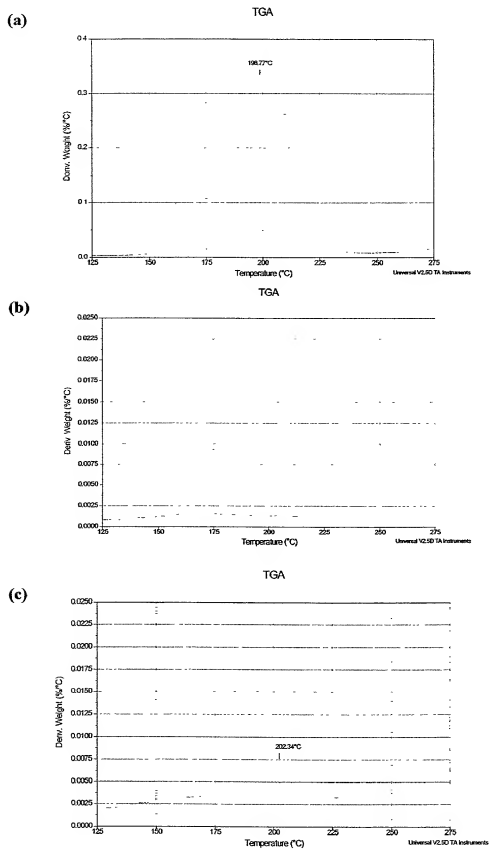 (a)
TGA
0.4
198.77°C
0.3
Deriv. Weight (%/°C)
0.2
0.1
0.0
125 150 175 200 225 250 275
Temperature (°C)
Universal V2.5D TA Instruments
(b)
TGA
0.0250
0.0225
0.0200
0.0175
0.0150
Deriv. Weight (%/°C)
0.0125
0.0100
0.0075
0.0050
0.0025
0.0000
125 150 175 200 225 250 275
Temperature (°C)
Universal V2.5D TA Instruments
(c)
TGA
0.0250
0.0225
0.0200
0.0175
0.0150
Deriv. Weight (%/°C)
0.0125
0.0100
202.34°C
0.0075
0.0050
0.0025
0.0000
125 150 175 200 225 250 275
Temperature (°C)
Universal V2.5D TA Instruments